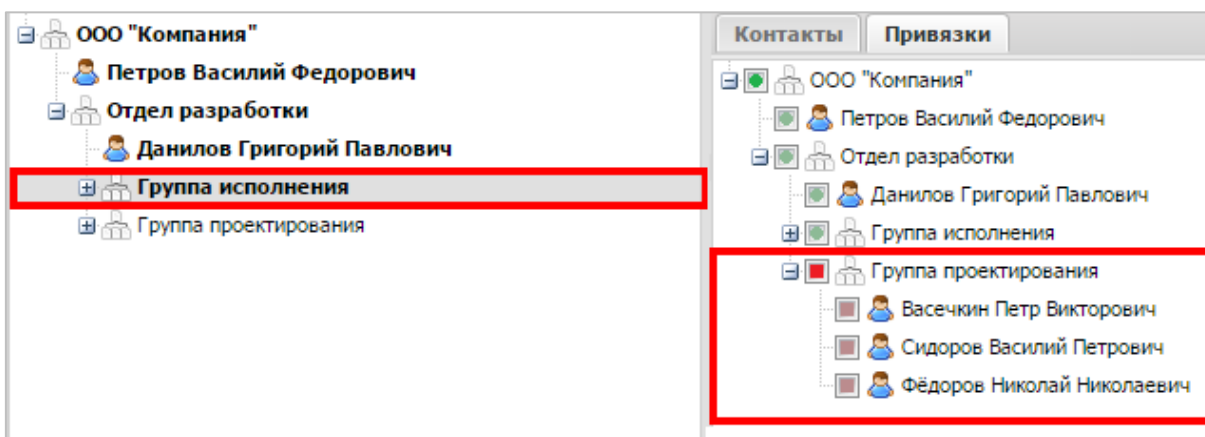 ООО "Компания"
Петров Василий Федорович
Отдел разработки
Данилов Григорий Павлович
Группа исполнения
Группа проектирования
Контакты Привязки
ООО "Компания"
Петров Василий Федорович
Отдел разработки
Данилов Григорий Павлович
Группа исполнения
Группа проектирования
Васечкин Петр Викторович
Сидоров Василий Петрович
Фёдоров Николай Николаевич